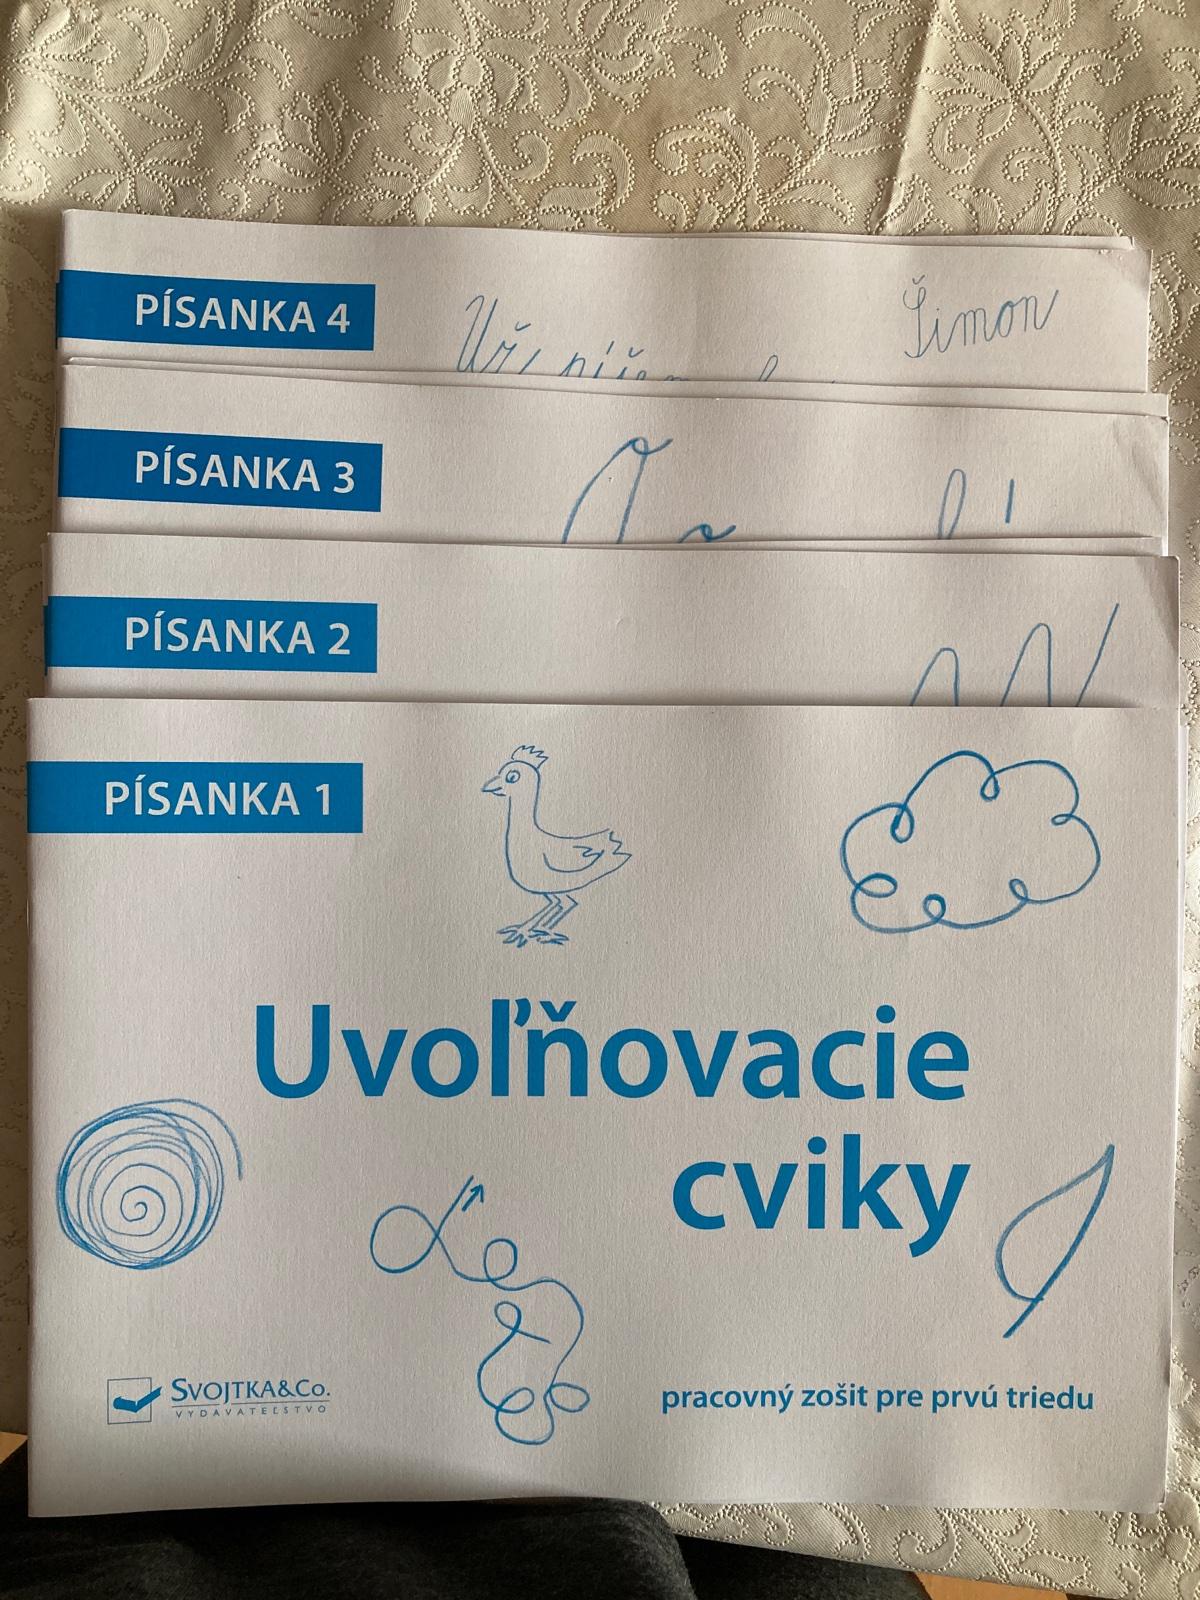 PÍSANKA 4
Šimon
PÍSANKA 3
PÍSANKA 2
PÍSANKA 1
Uvoľňovacie
cviky
SVOJTKA&CO.
VYDAVATEĽSTVO
pracovný zošit pre prvú triedu